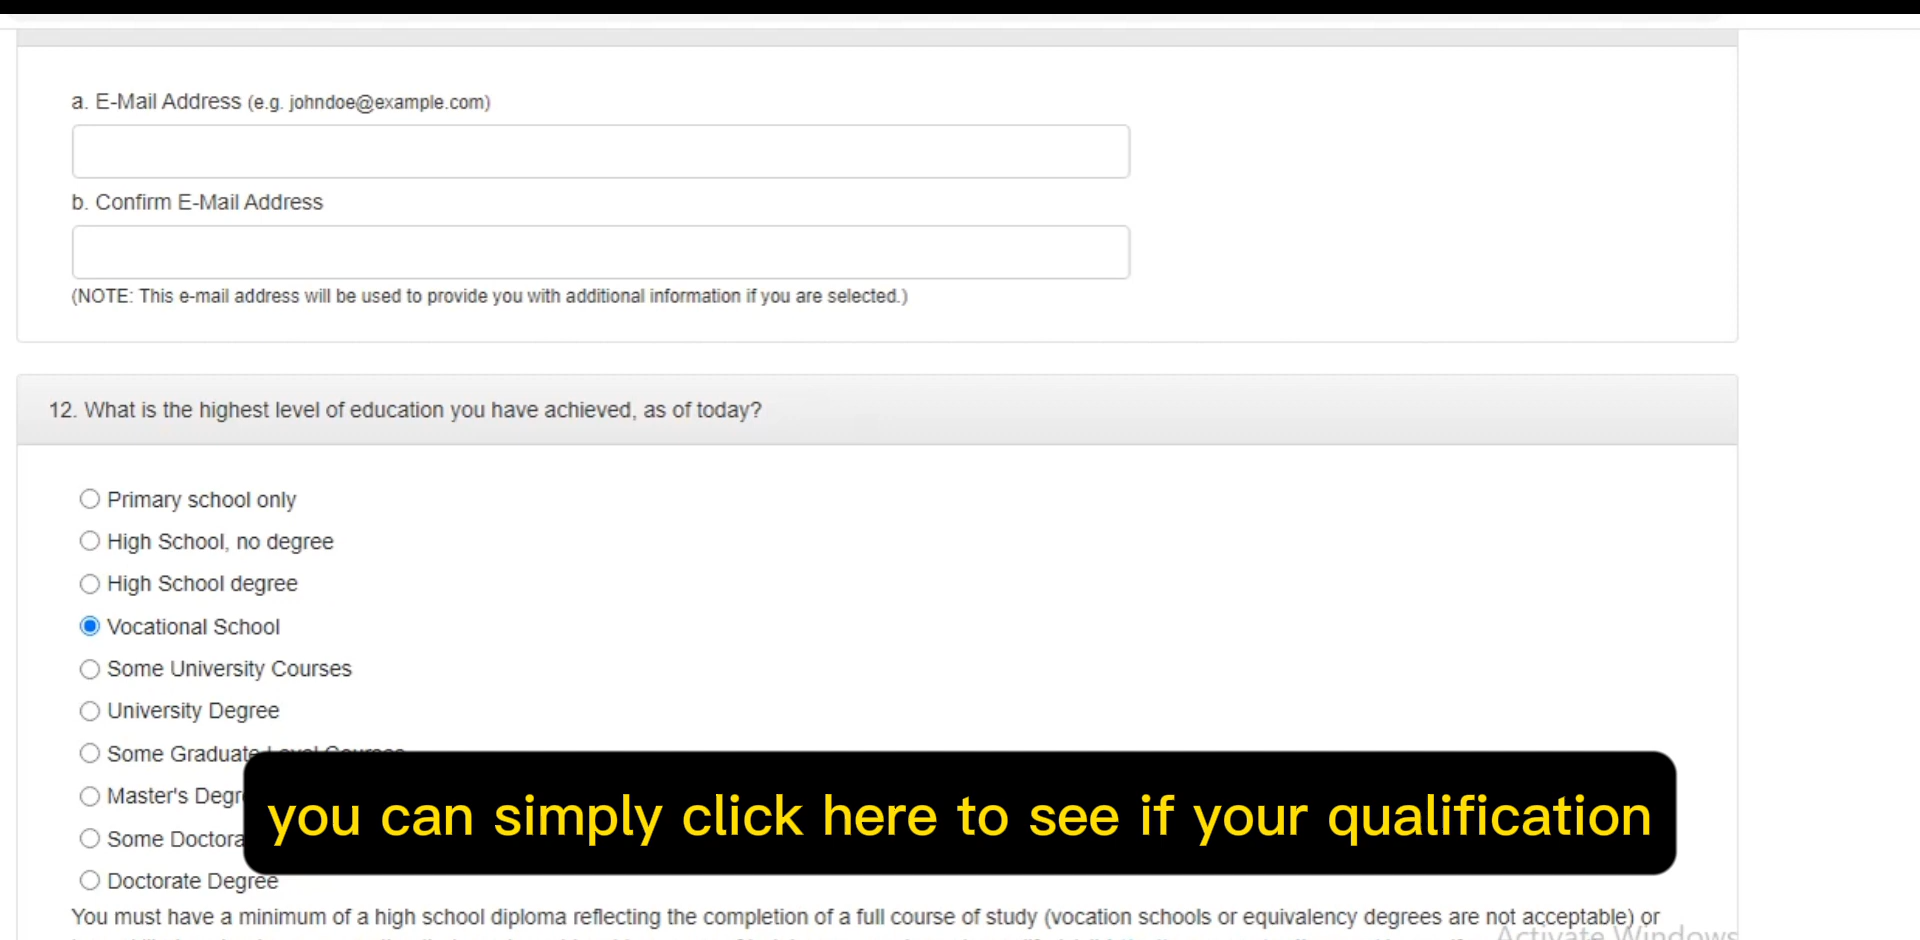 a. E-Mail Address (e.g. johndoe@example.com)
b. Confirm E-Mail Address
(NOTE: This e-mail address will be used to provide you with additional information if you are selected.)
12. What is the highest level of education you have achieved, as of today?
Primary school only
High School, no degree
High School degree
Vocational School
Some University Courses
University Degree
Some Graduate Level Courses
Master's Degr
Some Doctora
you can simply click here to see if your qualification
Doctorate Degree
You must have a minimum of a high school diploma reflecting the completion of a full course of study (vocation schools or equivalency degrees are not acceptable) or
Activate Windows